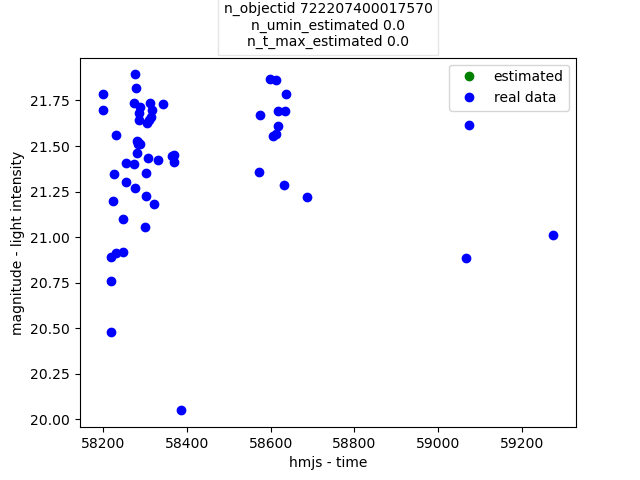 n_objectid 722207400017570
n_umin_estimated 0.0
n_t_max_estimated 0.0
estimated
real data
magnitude - light intensity
21.75
21.50
21.25
21.00
20.75
20.50
20.25
20.00
58200 58400 58600 58800 59000 59200
hmjs - time